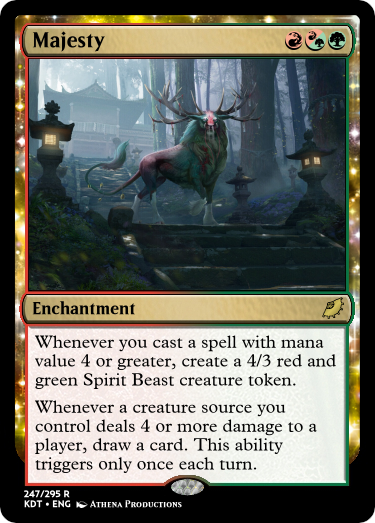 Majesty
Enchantment
Whenever you cast a spell with mana
value 4 or greater, create a 4/3 red and
green Spirit Beast creature token.
Whenever a creature source you
control deals 4 or more damage to a
player, draw a card. This ability
triggers only once each turn.
247/295 R
KDT • ENG Athena Productions